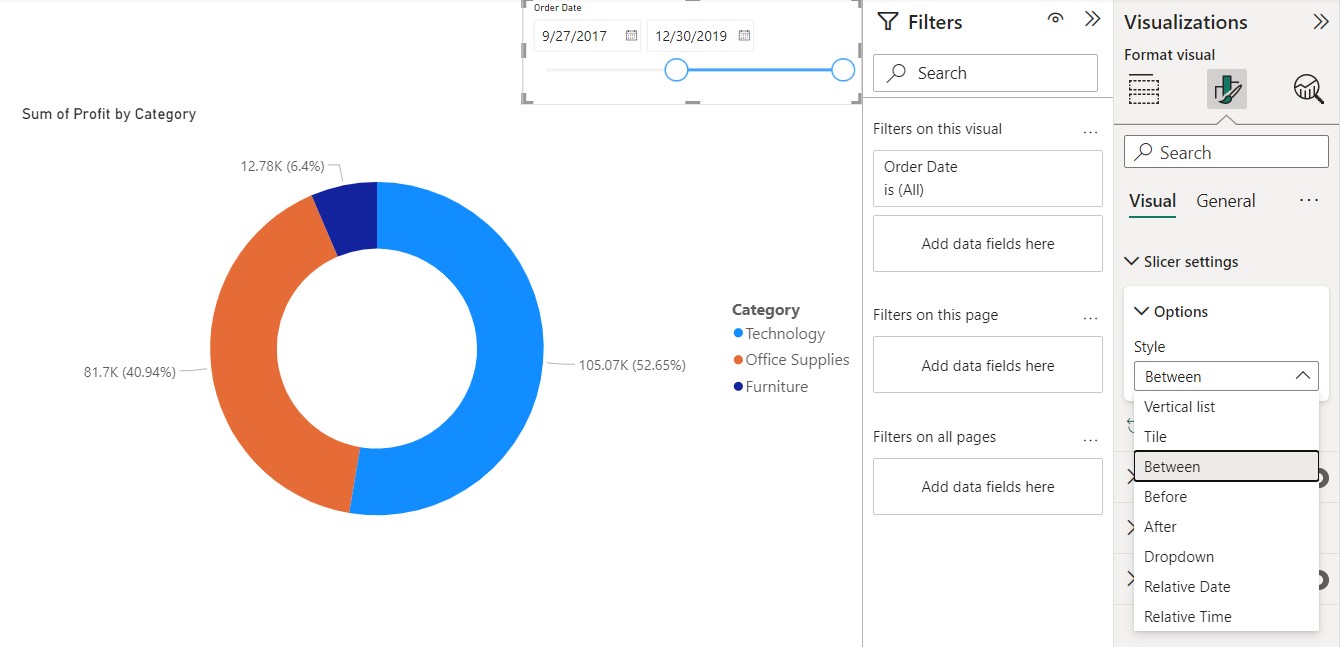 Order Date
9/27/2017
12/30/2019
Sum of Profit by Category
12.78K (6.4%)
81.7K (40.94%)
105.07K (52.65%)
Category
Technology
Office Supplies
Furniture
Filters
Search
Filters on this visual
...
Order Date
is (All)
Add data fields here
Filters on this page
...
Add data fields here
Filters on all pages
...
Add data fields here
Visualizations
Format visual
Search
Visual
General
...
Slicer settings
Options
Style
Between
Vertical list
Tile
Between
Before
After
Dropdown
Relative Date
Relative Time